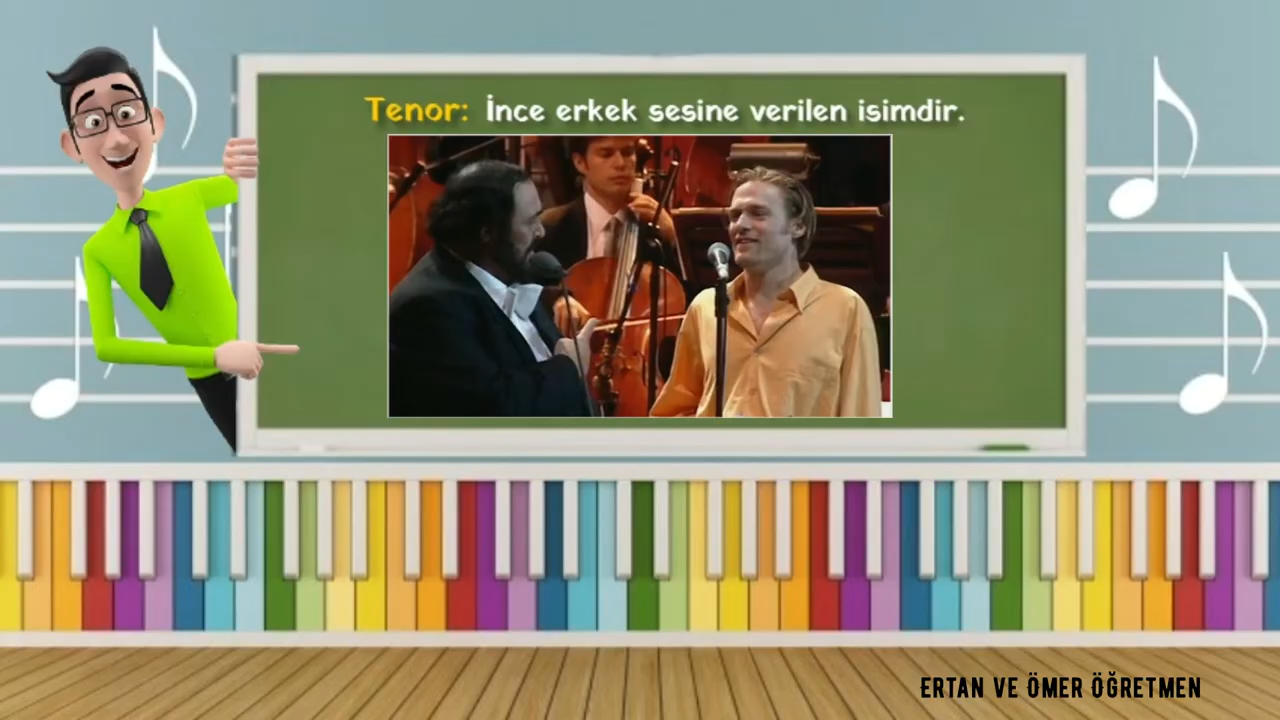 Tenor: İnce erkek sesine verilen isimdir.
ERTAN VE ÖMER ÖĞRETMEN